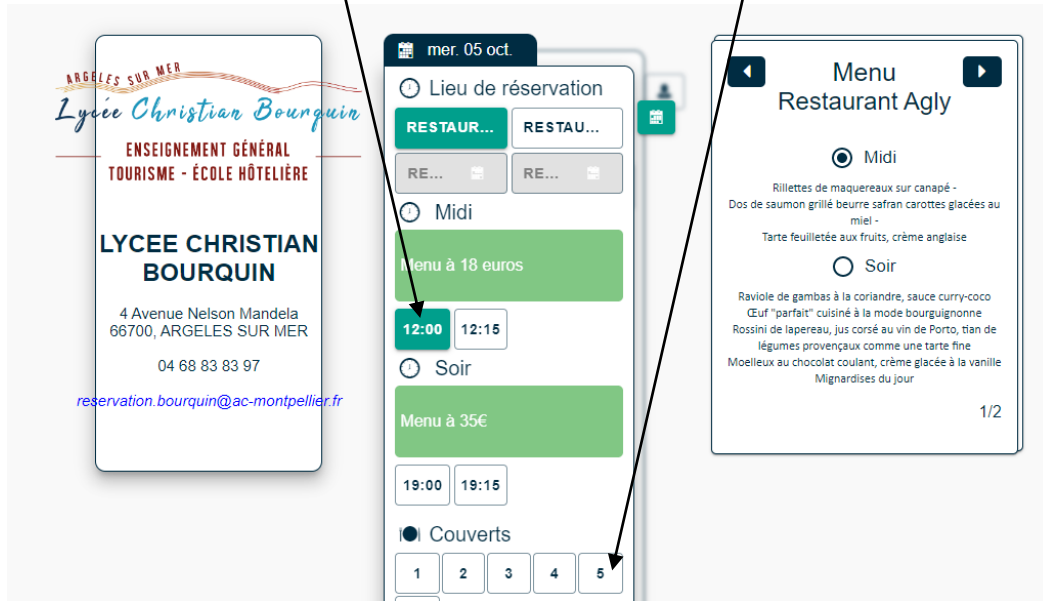 ARGELES SUR MER
Lycée Christian Bourquin
ENSEIGNEMENT GÉNÉRAL
TOURISME - ÉCOLE HÔTELIÈRE
LYCEE CHRISTIAN
BOURQUIN
4 Avenue Nelson Mandela
66700, ARGELES SUR MER
04 68 83 83 97
reservation.bourquin@ac-montpellier.fr
mer. 05 oct.
Lieu de réservation
RESTAUR... RESTAU...
RE... RE...
Midi
Menu à 18 euros
12:00 12:15
Soir
Menu à 35€
19:00 19:15
Couverts
1 2 3 4 5
Menu
Restaurant Agly
Midi
Rillettes de maquereaux sur canapé -
Dos de saumon grillé beurre safran carottes glacées au
miel -
Tarte feuilletée aux fruits, crème anglaise
Soir
Raviole de gambas à la coriandre, sauce curry-coco
Œuf "parfait" cuisiné à la mode bourguignonne
Rossini de lapereau, jus corsé au vin de Porto, tian de
légumes provençaux comme une tarte fine
Moelleux au chocolat coulant, crème glacée à la vanille
Mignardises du jour
1/2